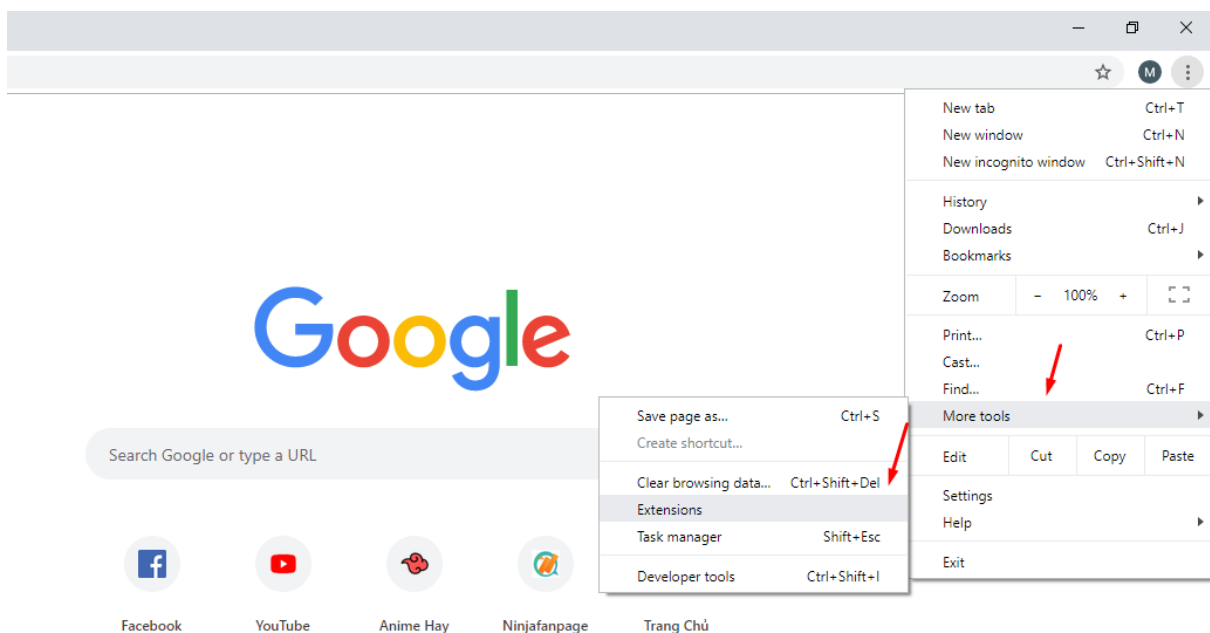 M
New tab Ctrl+T
New window Ctrl+N
New incognito window Ctrl+Shift+N
History
Downloads Ctrl+J
Bookmarks
Zoom - 100% +
Print... Ctrl+P
Cast...
Find... Ctrl+F
More tools
Edit Cut Copy Paste
Settings
Help
Exit
Save page as... Ctrl+S
Create shortcut...
Clear browsing data... Ctrl+Shift+Del
Extensions
Task manager Shift+Esc
Developer tools Ctrl+Shift+I
Google
Search Google or type a URL
Facebook YouTube Anime Hay Ninjafanpage Trang Chủ